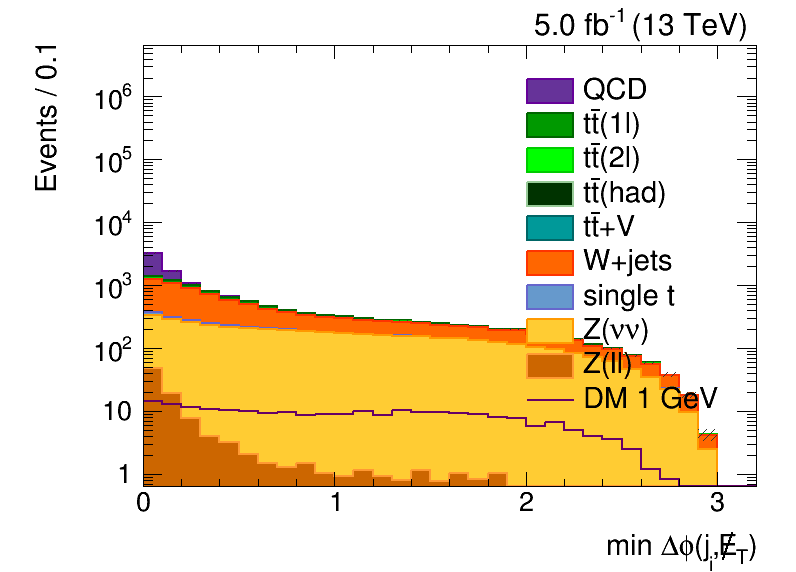 5.0 fb⁻¹ (13 TeV)
Events / 0.1
10⁶
10⁵
10⁴
10³
10²
10
1
QCD
tt̄(1l)
tt̄(2l)
tt̄(had)
tt̄+V
W+jets
single t
Z(νν)
Z(ll)
DM 1 GeV
0 1 2 3
min Δϕ(jᵢ,E̸_T)